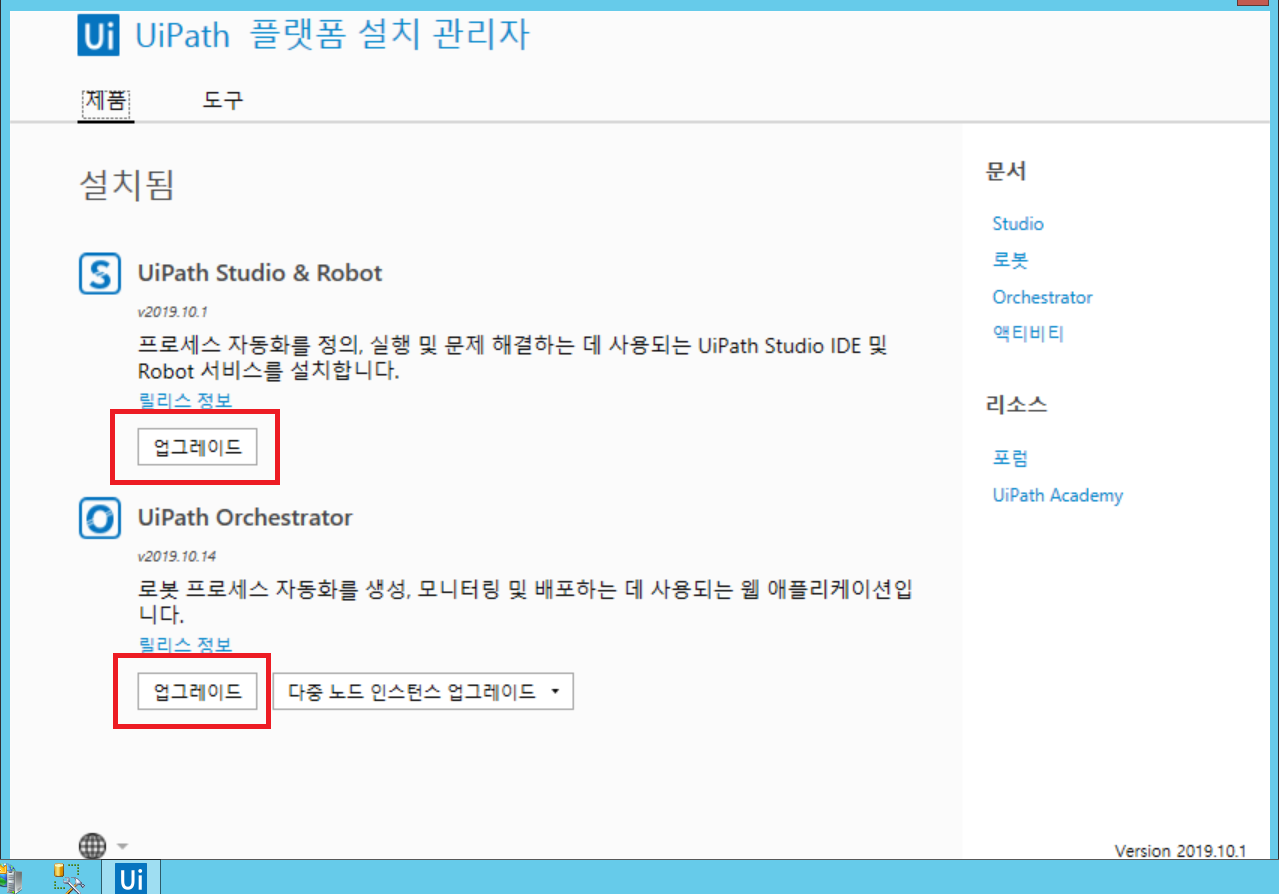 Ui UiPath 플랫폼 설치 관리자
제품 도구
설치됨
UiPath Studio & Robot
v2019.10.1
프로세스 자동화를 정의, 실행 및 문제 해결하는 데 사용되는 UiPath Studio IDE 및
Robot 서비스를 설치합니다.
릴리스 정보
업그레이드
UiPath Orchestrator
v2019.10.14
로봇 프로세스 자동화를 생성, 모니터링 및 배포하는 데 사용되는 웹 애플리케이션입
니다.
릴리스 정보
업그레이드 다중 노드 인스턴스 업그레이드
문서
Studio
로봇
Orchestrator
액티비티
리소스
포럼
UiPath Academy
Version 2019.10.1
Ui